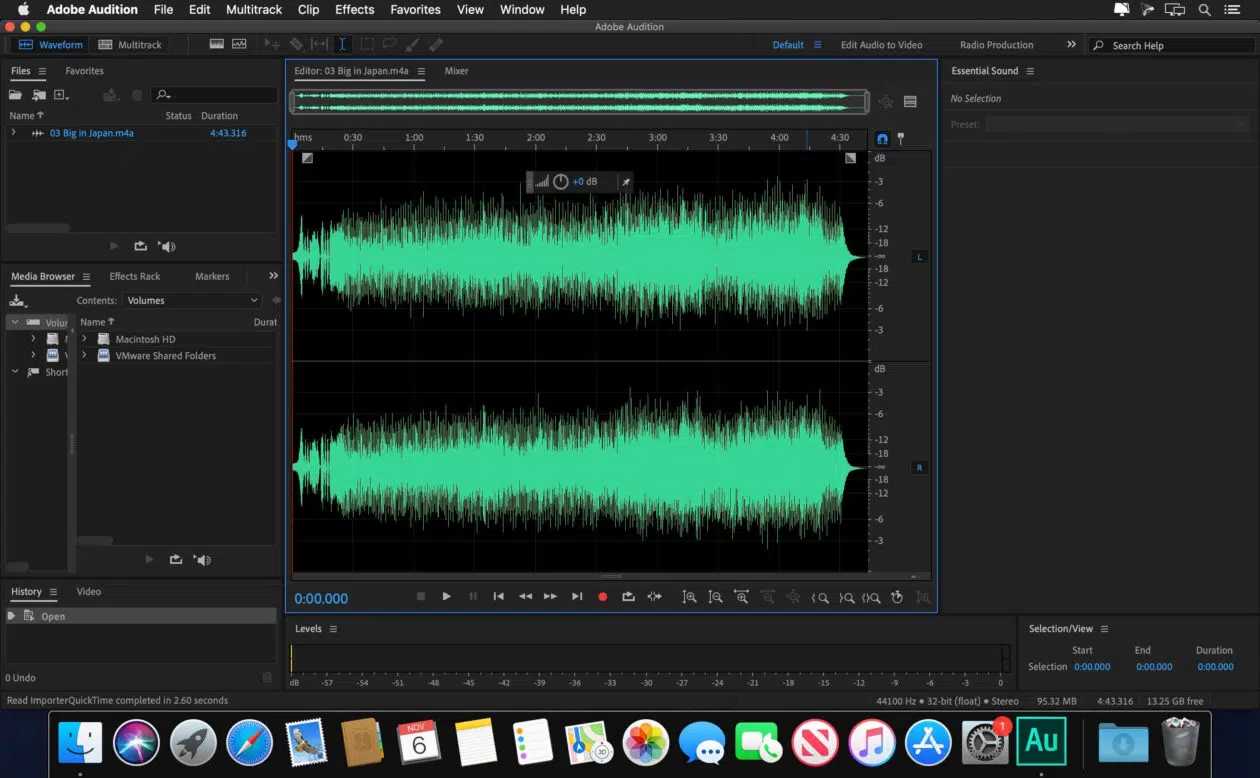 Adobe Audition File Edit Multitrack Clip Effects Favorites View Window Help
Adobe Audition
Waveform Multitrack Default Edit Audio to Video Radio Production Search Help
Files Favorites
Name Status Duration
03 Big in Japan.m4a 4:43.316
Media Browser Effects Rack Markers
Contents: Volumes
Volur Name Durat
Macintosh HD
VMware Shared Folders
Short
History Video
Open
0 Undo
Editor: 03 Big in Japan.m4a Mixer
hms 0:30 1:00 1:30 2:00 2:30 3:00 3:30 4:00 4:30
+0 dB
dB
-3
-6
-12
-18
-∞
-18
-12
-6
-3
L
dB
-3
-6
-12
-18
-∞
-18
-12
-6
-3
R
0:00.000
Levels
dB -57 -54 -51 -48 -45 -42 -39 -36 -33 -30 -27 -24 -21 -18 -15 -12 -9 -6 -3 0
Essential Sound
No Selection
Preset:
Selection/View
Start End Duration
Selection 0:00.000 0:00.000 0:00.000
Read ImporterQuickTime completed in 2.60 seconds
44100 Hz ● 32-bit (float) ● Stereo 95.32 MB 4:43.316 13.25 GB free
NOV
6
3D
1
Au